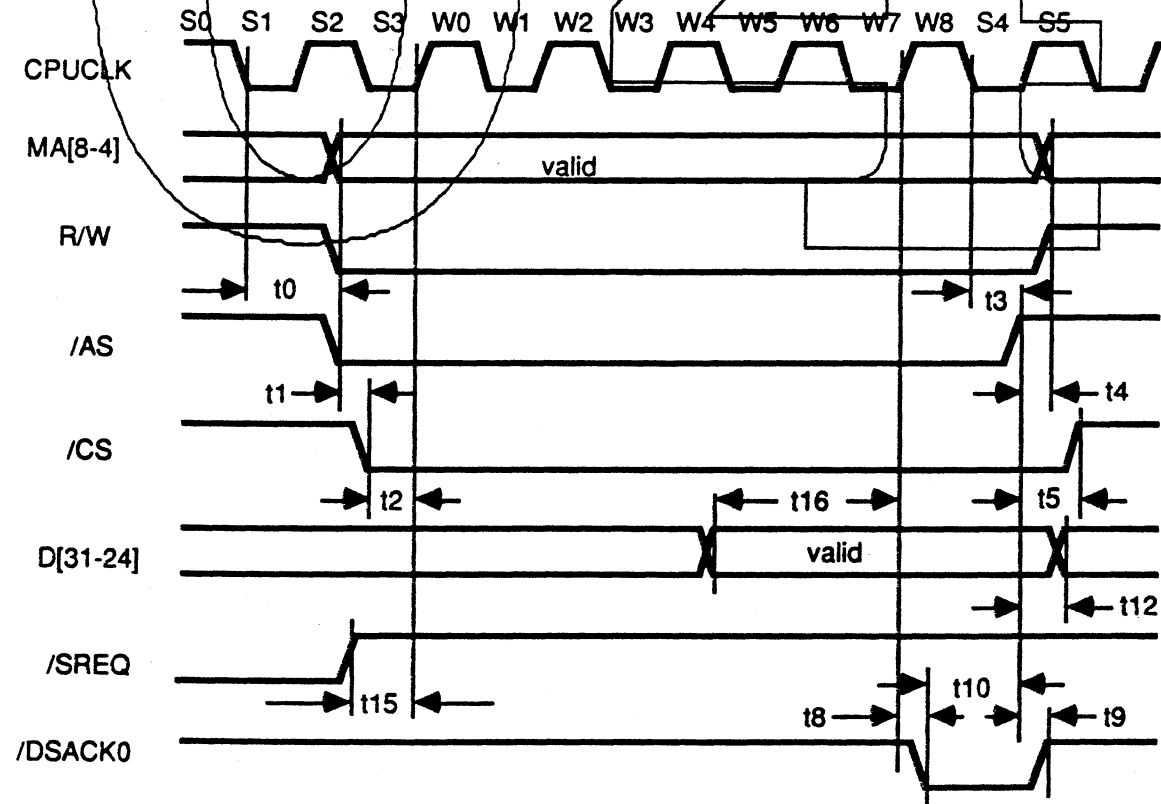 S0 S1 S2 S3 W0 W1 W2 W3 W4 W5 W6 W7 W8 S4 S5
CPUCLK
MA[8-4]
valid
R/W
t0
t3
/AS
t1
t4
/CS
t2
t16
t5
D[31-24]
valid
t12
/SREQ
t15
t10
t8
t9
/DSACK0